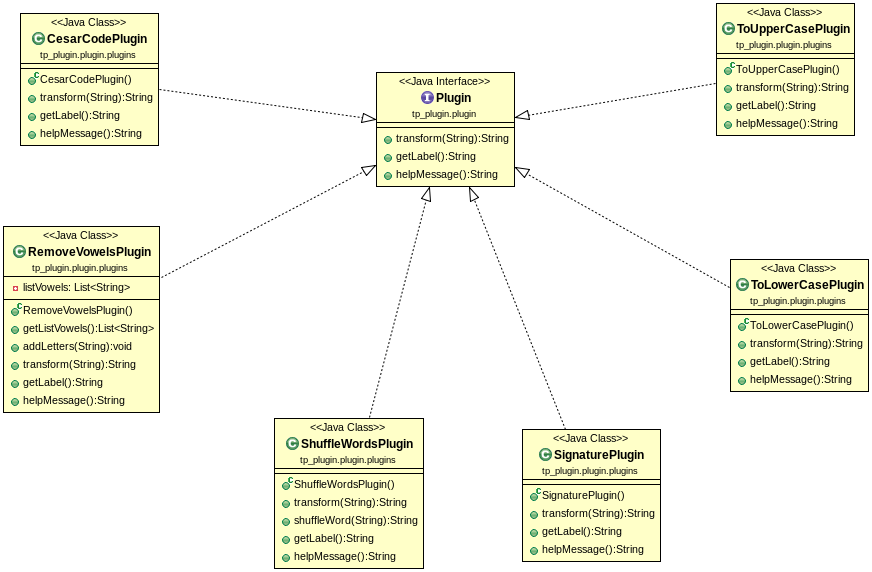 <<Java Class>>
CesarCodePlugin
tp_plugin.plugin.plugins
CesarCodePlugin()
transform(String):String
getLabel():String
helpMessage():String
<<Java Interface>>
Plugin
tp_plugin.plugin
transform(String):String
getLabel():String
helpMessage():String
<<Java Class>>
ToUpperCasePlugin
tp_plugin.plugin.plugins
ToUpperCasePlugin()
transform(String):String
getLabel():String
helpMessage():String
<<Java Class>>
RemoveVowelsPlugin
tp_plugin.plugin.plugins
listVowels: List<String>
RemoveVowelsPlugin()
getListVowels():List<String>
addLetters(String):void
transform(String):String
getLabel():String
helpMessage():String
<<Java Class>>
ToLowerCasePlugin
tp_plugin.plugin.plugins
ToLowerCasePlugin()
transform(String):String
getLabel():String
helpMessage():String
<<Java Class>>
ShuffleWordsPlugin
tp_plugin.plugin.plugins
ShuffleWordsPlugin()
transform(String):String
shuffleWord(String):String
getLabel():String
helpMessage():String
<<Java Class>>
SignaturePlugin
tp_plugin.plugin.plugins
SignaturePlugin()
transform(String):String
getLabel():String
helpMessage():String